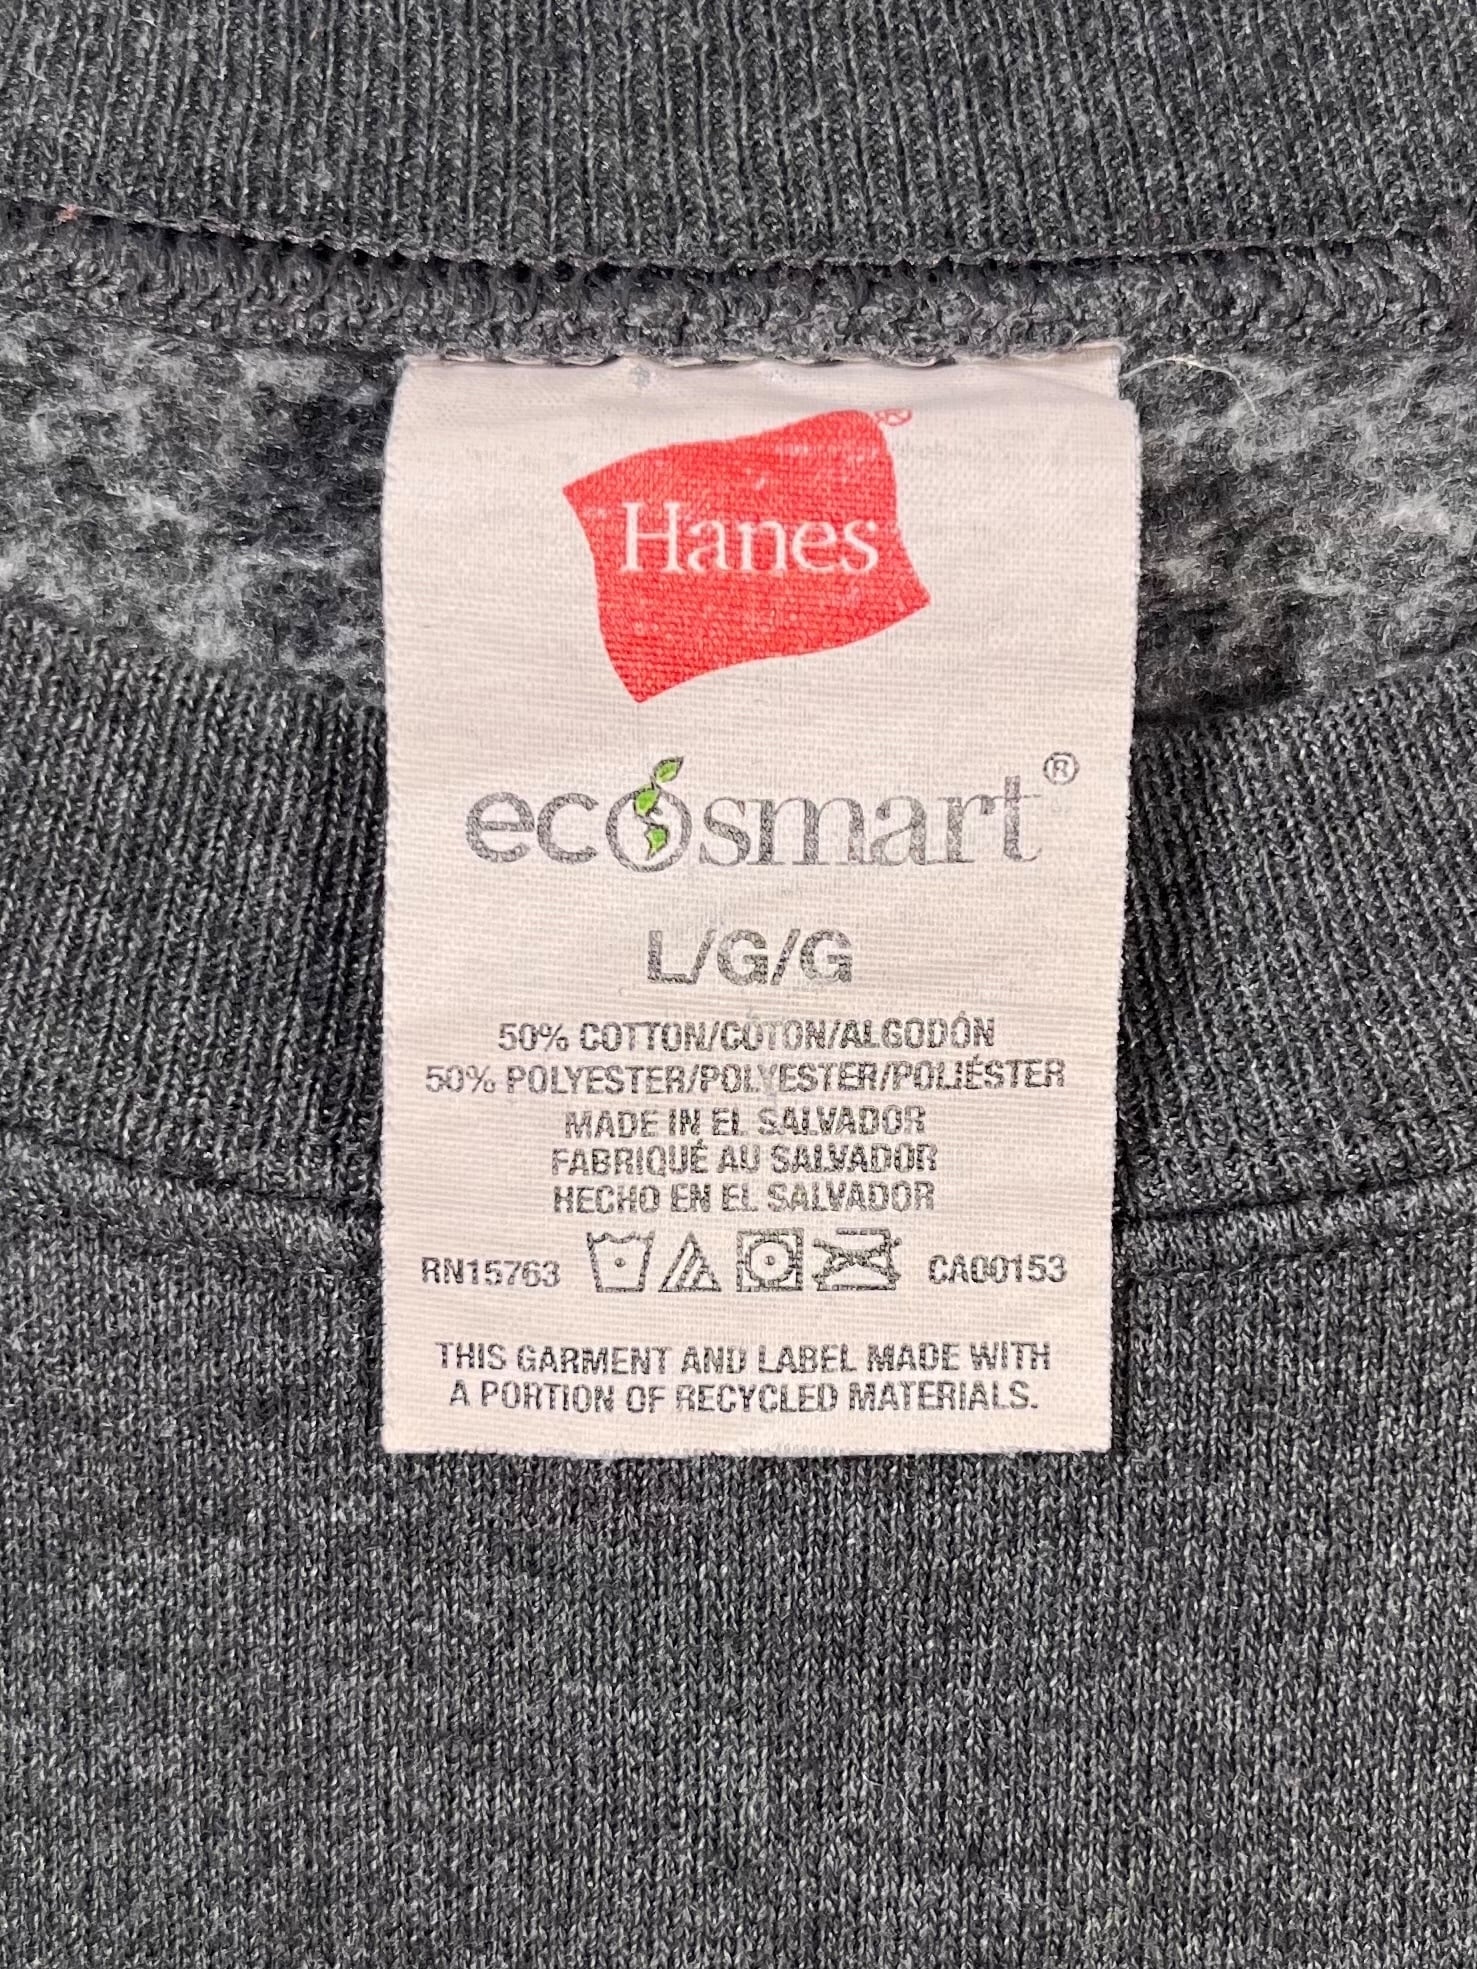 Hanes®
ecosmart®
L/G/G
50% COTTON/COTON/ALGODÓN
50% POLYESTER/POLYESTER/POLIÉSTER
MADE IN EL SALVADOR
FABRIQUÉ AU SALVADOR
HECHO EN EL SALVADOR
RN15763 CA00153
THIS GARMENT AND LABEL MADE WITH
A PORTION OF RECYCLED MATERIALS.